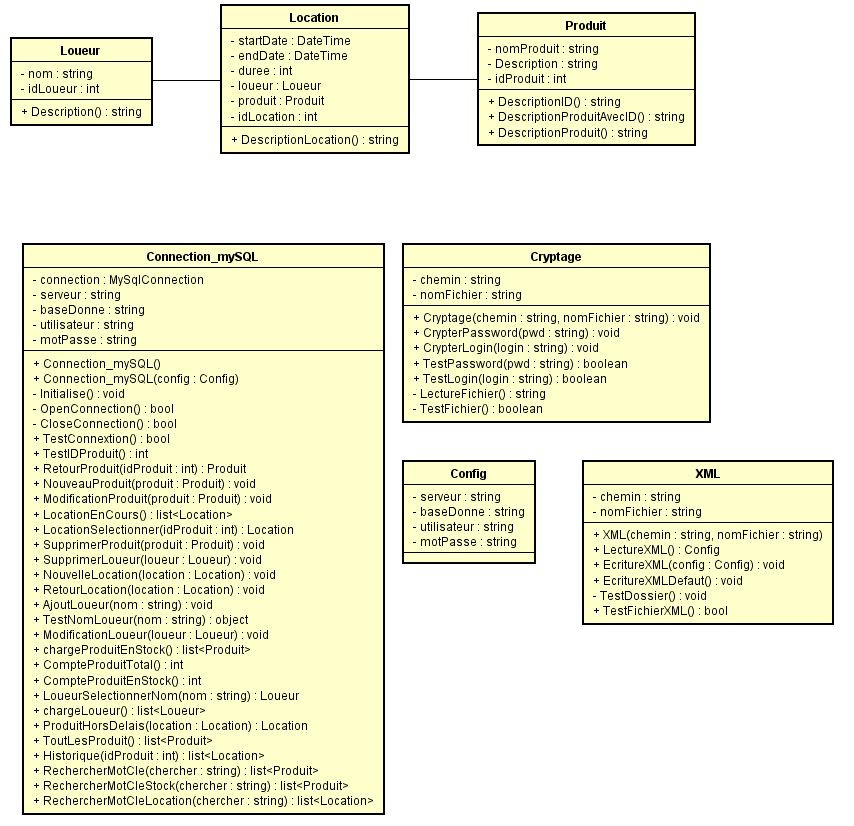 Loueur
- nom : string
- idLoueur : int
+ Description() : string
Location
- startDate : DateTime
- endDate : DateTime
- duree : int
- loueur : Loueur
- produit : Produit
- idLocation : int
+ DescriptionLocation() : string
Produit
- nomProduit : string
- Description : string
- idProduit : int
+ DescriptionID() : string
+ DescriptionProduitAvecID() : string
+ DescriptionProduit() : string
Connection_mySQL
- connection : MySqlConnection
- serveur : string
- baseDonne : string
- utilisateur : string
- motPasse : string
+ Connection_mySQL()
+ Connection_mySQL(config : Config)
- Initialise() : void
- OpenConnection() : bool
- CloseConnection() : bool
+ TestConnextion() : bool
+ TestIDProduit() : int
+ RetourProduit(idProduit : int) : Produit
+ NouveauProduit(produit : Produit) : void
+ ModificationProduit(produit : Produit) : void
+ LocationEnCours() : list<Location>
+ LocationSelectionner(idProduit : int) : Location
+ SupprimerProduit(produit : Produit) : void
+ SupprimerLoueur(loueur : Loueur) : void
+ NouvelleLocation(location : Location) : void
+ RetourLocation(location : Location) : void
+ AjoutLoueur(nom : string) : void
+ TestNomLoueur(nom : string) : object
+ ModificationLoueur(loueur : Loueur) : void
+ chargeProduitEnStock() : list<Produit>
+ CompteProduitTotal() : int
+ CompteProduitEnStock() : int
+ LoueurSelectionnerNom(nom : string) : Loueur
+ chargeLoueur() : list<Loueur>
+ ProduitHorsDelais(location : Location) : Location
+ ToutLesProduit() : list<Produit>
+ Historique(idProduit : int) : list<Location>
+ RechercherMotCle(chercher : string) : list<Produit>
+ RechercherMotCleStock(chercher : string) : list<Produit>
+ RechercherMotCleLocation(chercher : string) : list<Location>
Cryptage
- chemin : string
- nomFichier : string
+ Cryptage(chemin : string, nomFichier : string) : void
+ CrypterPassword(pwd : string) : void
+ CrypterLogin(login : string) : void
+ TestPassword(pwd : string) : boolean
+ TestLogin(login : string) : boolean
- LectureFichier() : string
- TestFichier() : boolean
Config
- serveur : string
- baseDonne : string
- utilisateur : string
- motPasse : string
XML
- chemin : string
- nomFichier : string
+ XML(chemin : string, nomFichier : string)
+ LectureXML() : Config
+ EcritureXML(config : Config) : void
+ EcritureXMLDefaut() : void
- TestDossier() : void
+ TestFichierXML() : bool